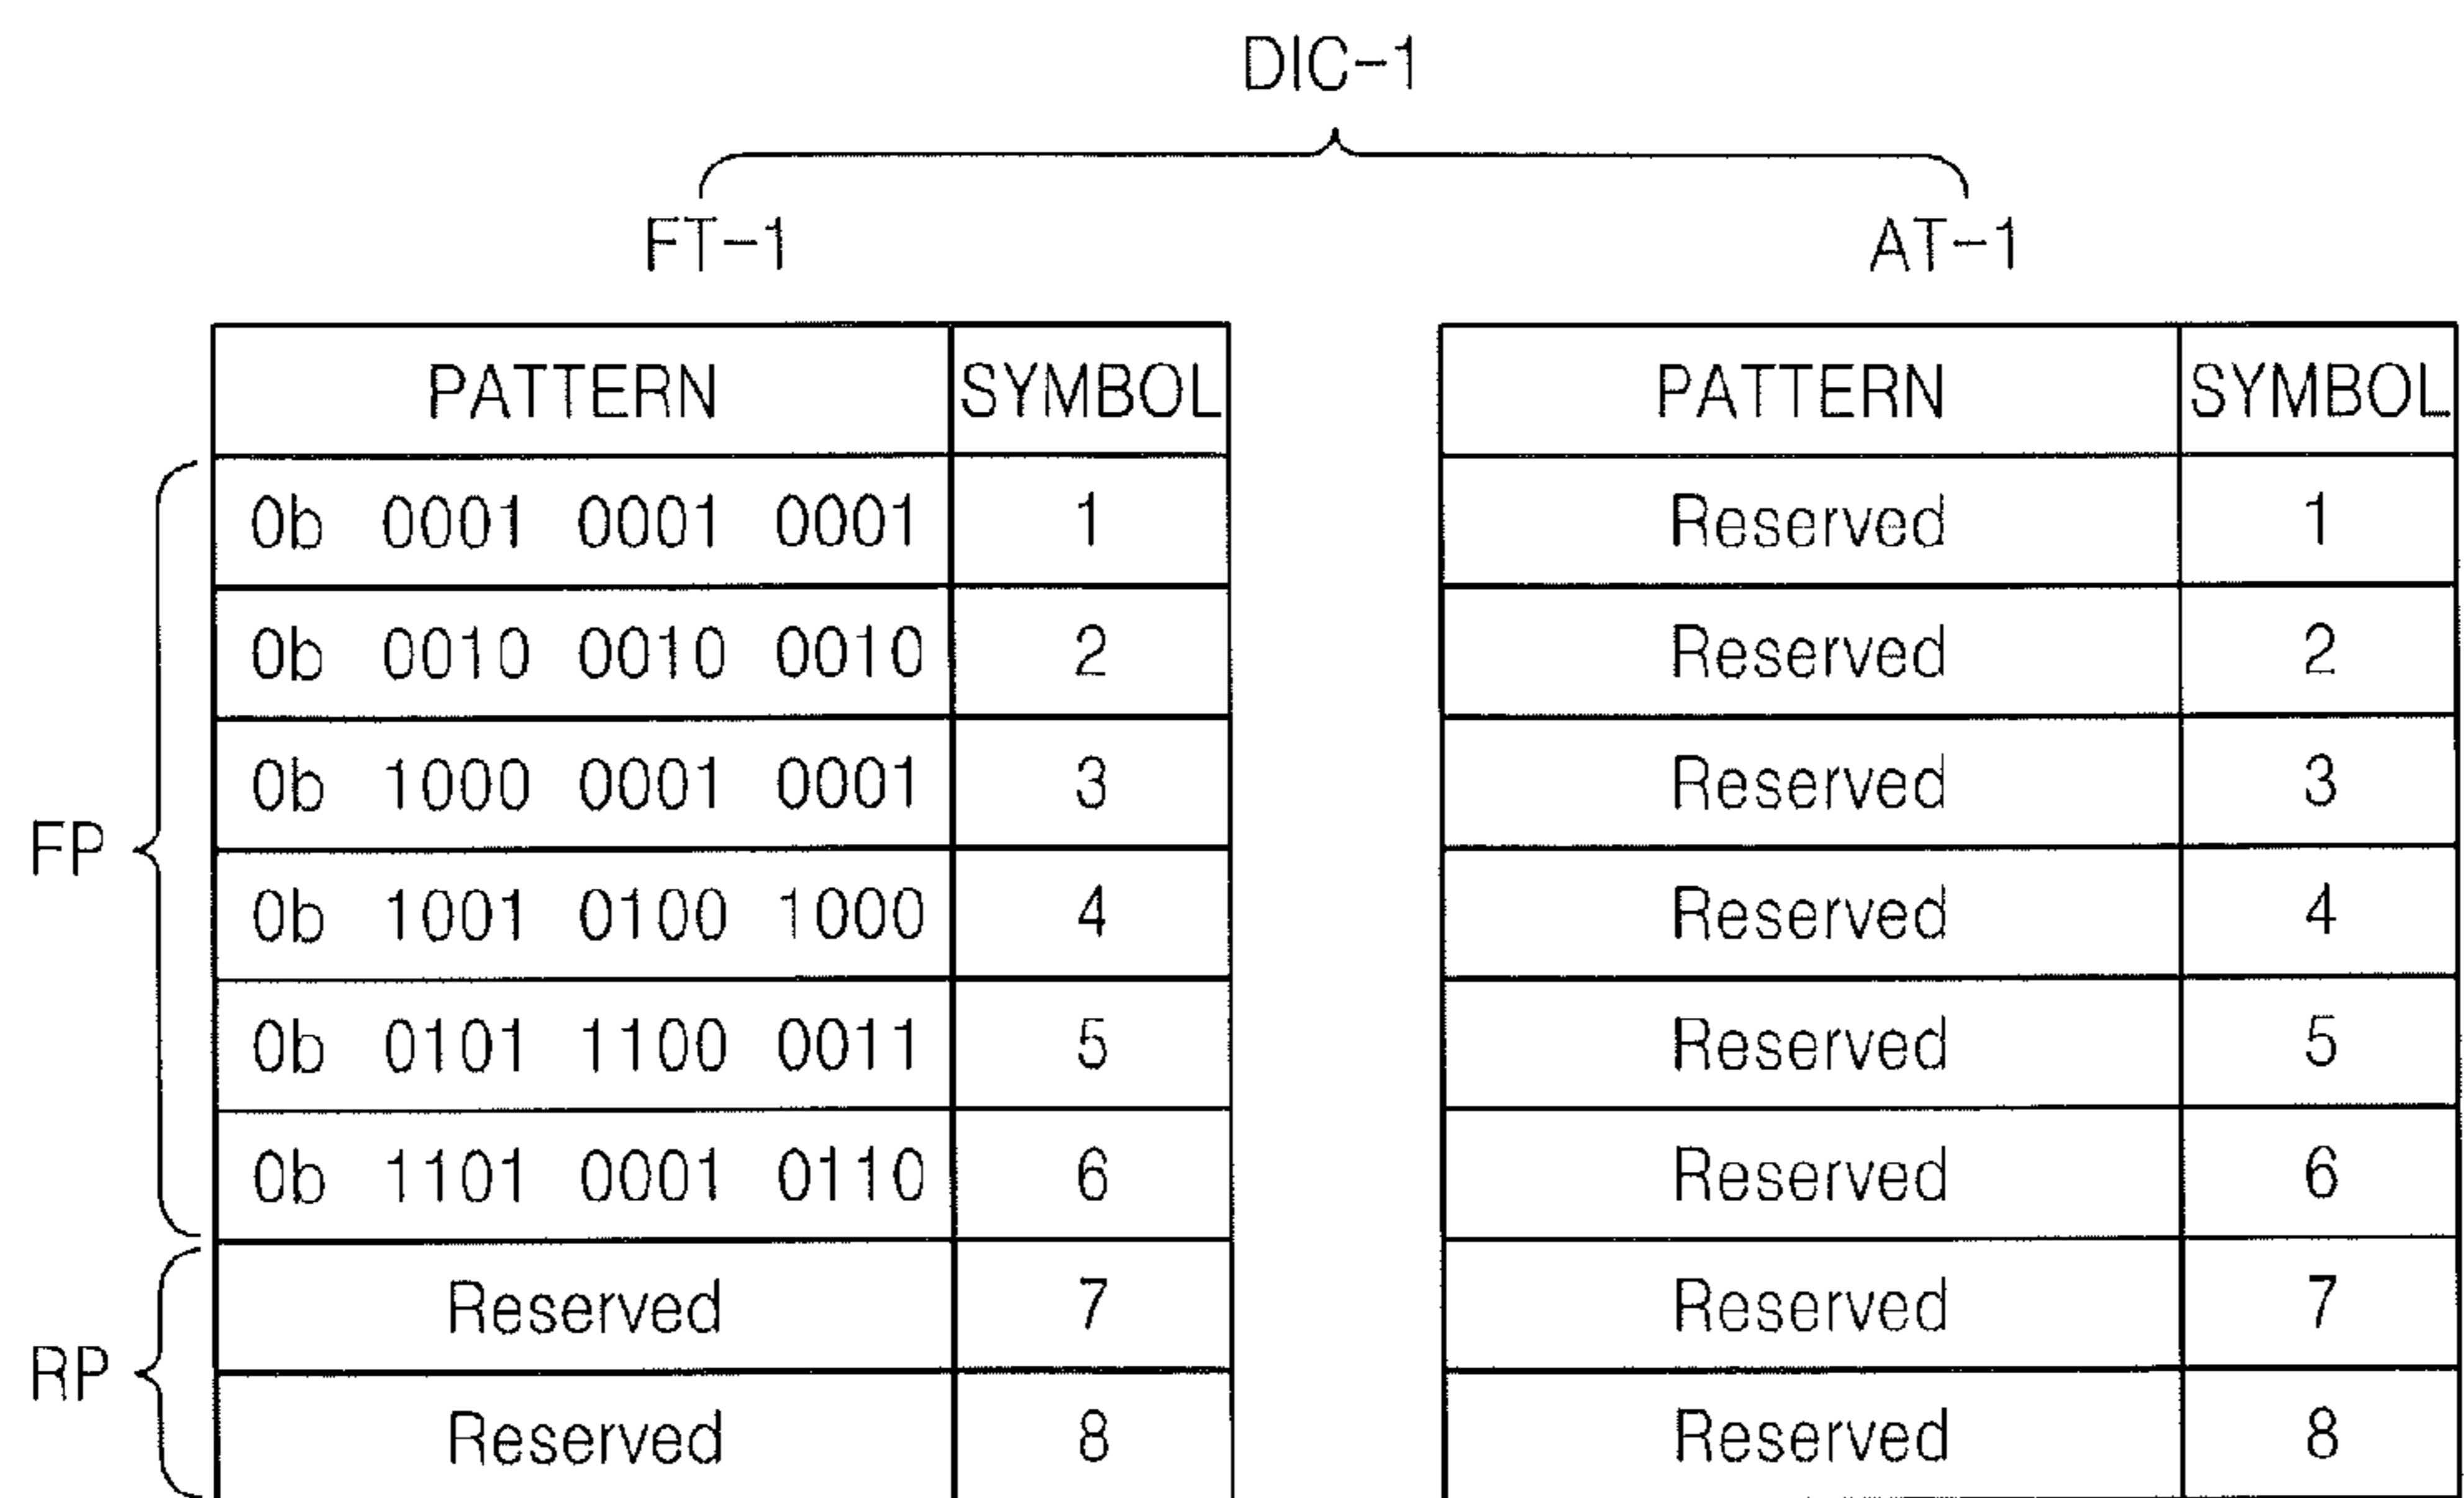 DIC-1
FT-1 AT-1
PATTERN SYMBOL PATTERN SYMBOL
0b 0001 0001 0001 1 Reserved 1
0b 0010 0010 0010 2 Reserved 2
0b 1000 0001 0001 3 Reserved 3
FP
0b 1001 0100 1000 4 Reserved 4
0b 0101 1100 0011 5 Reserved 5
0b 1101 0001 0110 6 Reserved 6
Reserved 7 Reserved 7
RP
Reserved 8 Reserved 8